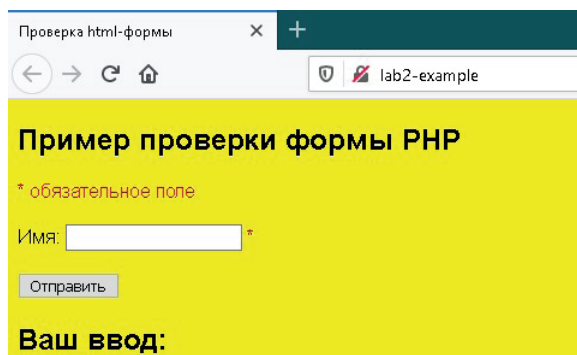 Проверка html-формы
lab2-example
Пример проверки формы PHP
* обязательное поле
Имя: *
Отправить
Ваш ввод: